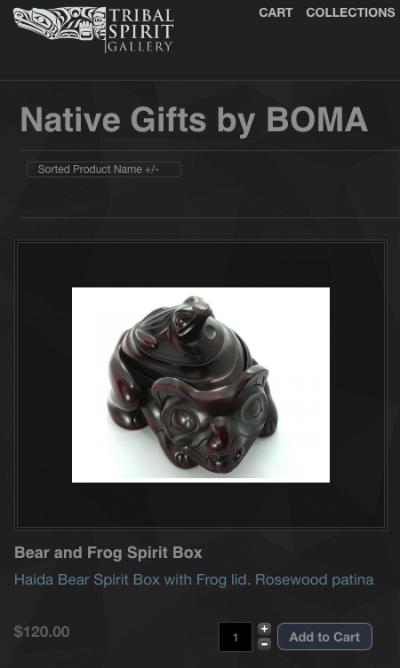 TRIBAL
SPIRIT
GALLERY
CART COLLECTIONS
Native Gifts by BOMA
Sorted Product Name +/-
Bear and Frog Spirit Box
Haida Bear Spirit Box with Frog lid. Rosewood patina
$120.00
1
+
-
Add to Cart